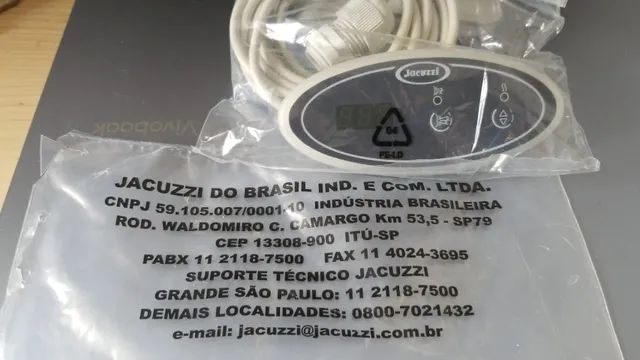 Jacuzzi
04
PE-LD
Vivobook
JACUZZI DO BRASIL IND. E COM. LTDA.
CNPJ 59.105.007/0001-10 INDÚSTRIA BRASILEIRA
ROD. WALDOMIRO C. CAMARGO Km 53,5 - SP79
CEP 13308-900 ITÚ-SP
PABX 11 2118-7500 FAX 11 4024-3695
SUPORTE TÉCNICO JACUZZI
GRANDE SÃO PAULO: 11 2118-7500
DEMAIS LOCALIDADES: 0800-7021432
e-mail: jacuzzi@jacuzzi.com.br